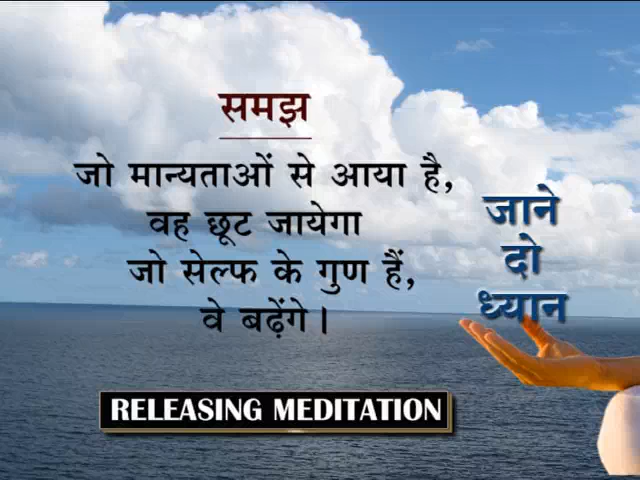 समझ
जो मान्यताओं से आया है,
वह छूट जायेगा
जो सेल्फ के गुण हैं,
वे बढ़ेंगे।
जाने
दो
ध्यान
RELEASING MEDITATION